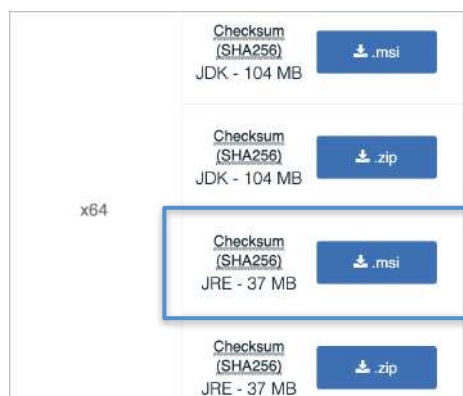 Checksum
(SHA256)
JDK - 104 MB
.msi
Checksum
(SHA256)
JDK - 104 MB
.zip
x64
Checksum
(SHA256)
JRE - 37 MB
.msi
Checksum
(SHA256)
JRE - 37 MB
.zip